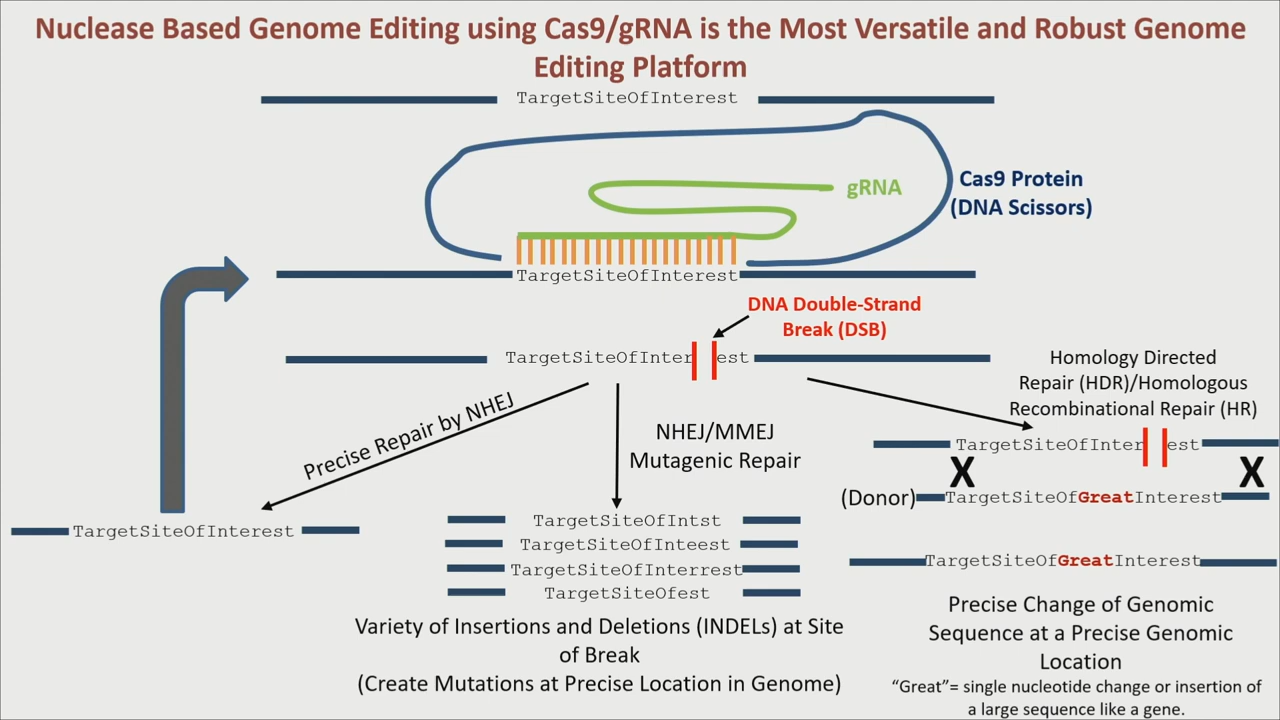 Nuclease Based Genome Editing using Cas9/gRNA is the Most Versatile and Robust Genome
Editing Platform
TargetSiteOfInterest
gRNA
Cas9 Protein
(DNA Scissors)
TargetSiteOfInterest
DNA Double-Strand
Break (DSB)
TargetSiteOfInter est
Precise Repair by NHEJ
TargetSiteOfInterest
NHEJ/MMEJ
Mutagenic Repair
TargetSiteOfIntst
TargetSiteOfInteest
TargetSiteOfInterrest
TargetSiteOfest
Variety of Insertions and Deletions (INDELs) at Site
of Break
(Create Mutations at Precise Location in Genome)
Homology Directed
Repair (HDR)/Homologous
Recombinational Repair (HR)
TargetSiteOfInter est
X X
(Donor) TargetSiteOfGreatInterest
TargetSiteOfGreatInterest
Precise Change of Genomic
Sequence at a Precise Genomic
Location
“Great”= single nucleotide change or insertion of
a large sequence like a gene.